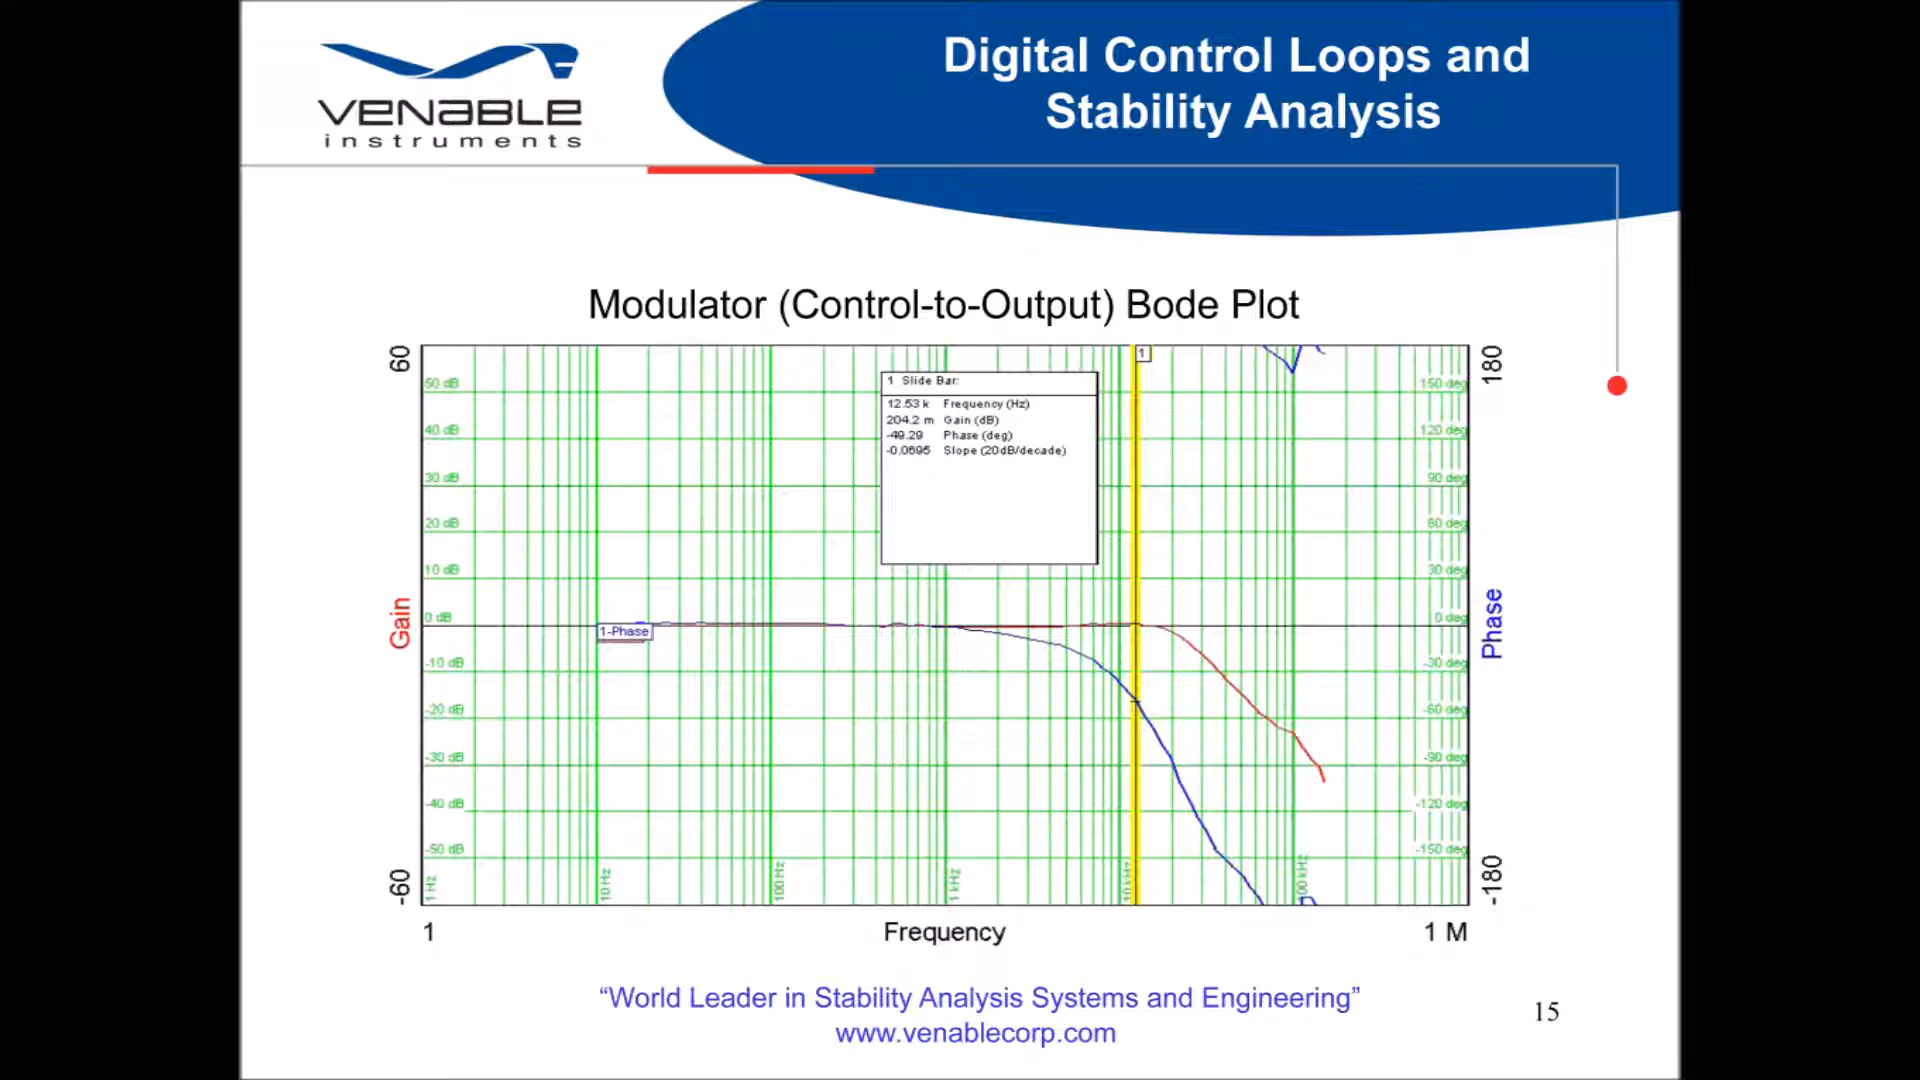 VENABLE
instruments
Digital Control Loops and
Stability Analysis
Modulator (Control-to-Output) Bode Plot
60
180
1
1 Slide Bar:
12.53 k Frequency (Hz)
204.2 m Gain (dB)
-49.29 Phase (deg)
-0.0695 Slope (20dB/decade)
50 dB
150 deg
40 dB
120 deg
30 dB
90 deg
20 dB
60 deg
10 dB
30 deg
0 dB
0 deg
1-Phase
Gain
Phase
-10 dB
-30 deg
-20 dB
-60 deg
-30 dB
-90 deg
-40 dB
-120 deg
-50 dB
-150 deg
1 Hz
10 Hz
100 Hz
1 kHz
10 kHz
100 kHz
-60
-180
1
Frequency
1 M
“World Leader in Stability Analysis Systems and Engineering”
www.venablecorp.com
15